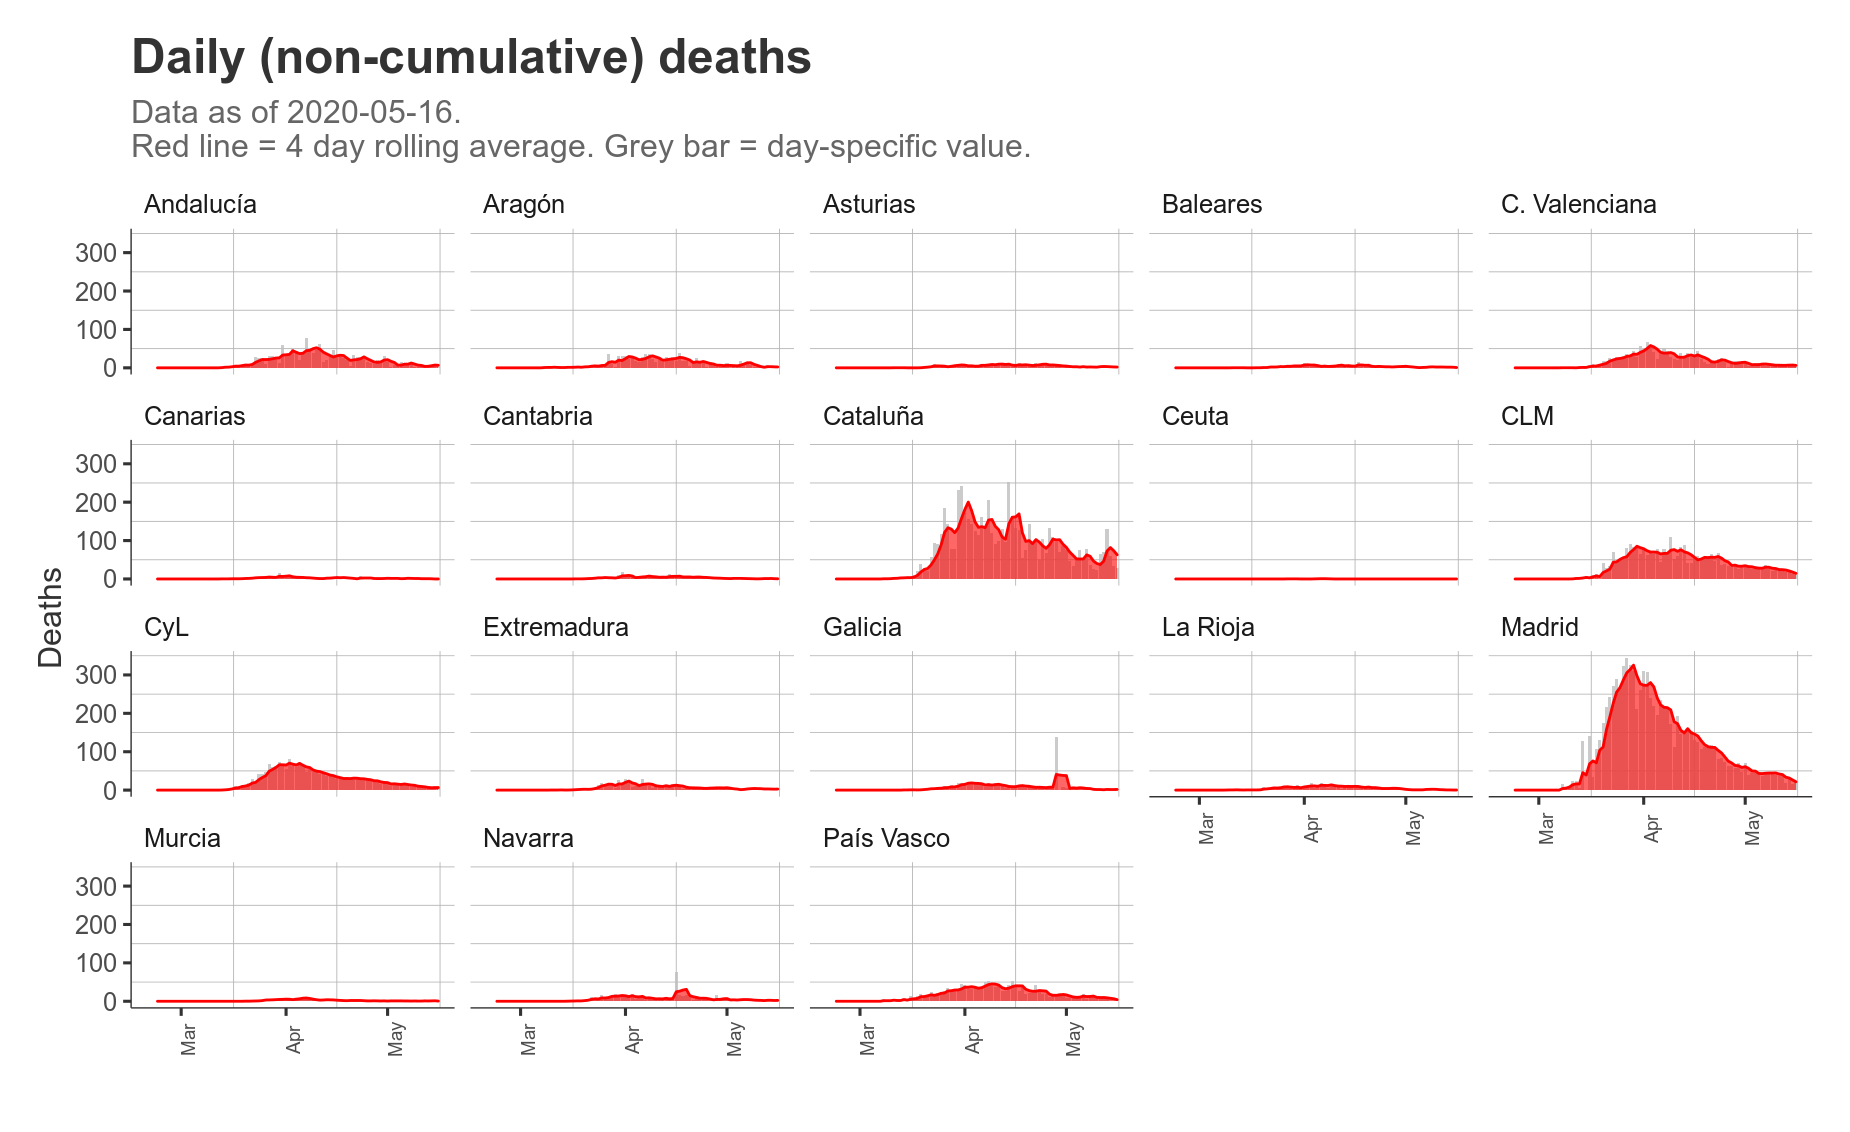 Daily (non-cumulative) deaths
Data as of 2020-05-16.
Red line = 4 day rolling average. Grey bar = day-specific value.
Andalucía Aragón Asturias Baleares C. Valenciana
300
200
100
0
Canarias Cantabria Cataluña Ceuta CLM
300
200
100
0
Deaths
CyL Extremadura Galicia La Rioja Madrid
300
200
100
0
Mar Apr May Mar Apr May
Murcia Navarra País Vasco
300
200
100
0
Mar Apr May Mar Apr May Mar Apr May